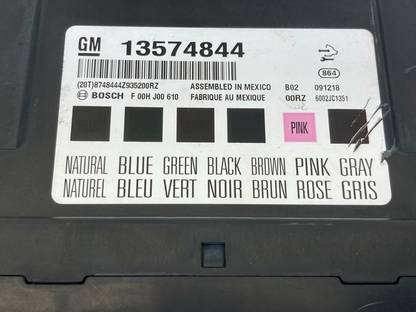 GM 13574844
864
(20T)8748444Z935200RZ ASSEMBLED IN MEXICO B02 091218
BOSCH F 00H J00 610 FABRIQUE AU MEXIQUE 00RZ 6002JC1351
PINK
NATURAL BLUE GREEN BLACK BROWN PINK GRAY
NATUREL BLEU VERT NOIR BRUN ROSE GRIS